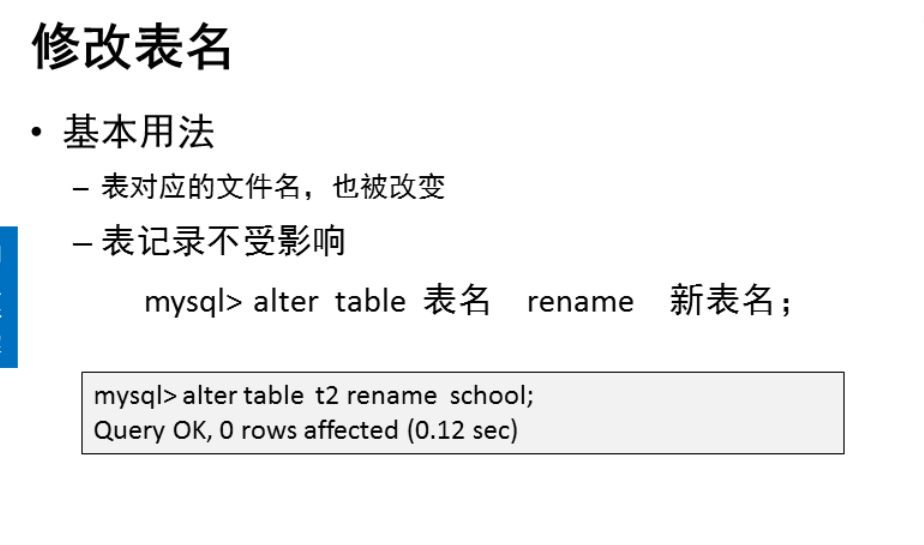 修改表名
• 基本用法
– 表对应的文件名，也被改变
– 表记录不受影响
mysql> alter table 表名 rename 新表名；
mysql> alter table t2 rename school;
Query OK, 0 rows affected (0.12 sec)